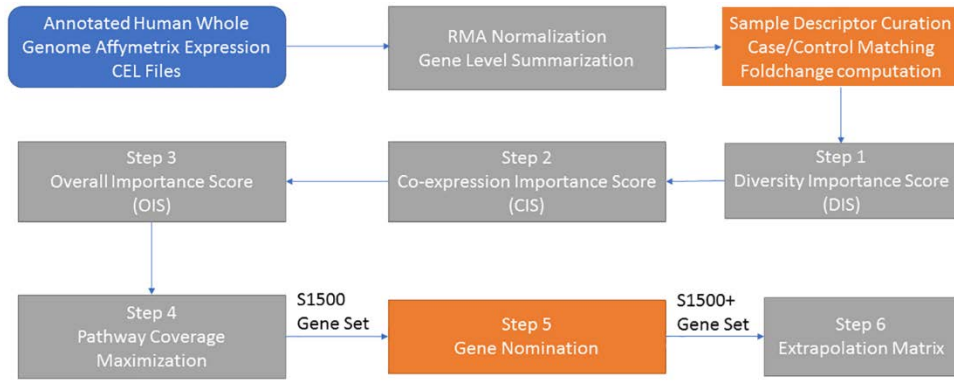 Annotated Human Whole
Genome Affymetrix Expression
CEL Files
RMA Normalization
Gene Level Summarization
Sample Descriptor Curation
Case/Control Matching
Foldchange computation
Step 3
Overall Importance Score
(OIS)
Step 2
Co-expression Importance Score
(CIS)
Step 1
Diversity Importance Score
(DIS)
Step 4
Pathway Coverage
Maximization
S1500
Gene Set
Step 5
Gene Nomination
S1500+
Gene Set
Step 6
Extrapolation Matrix